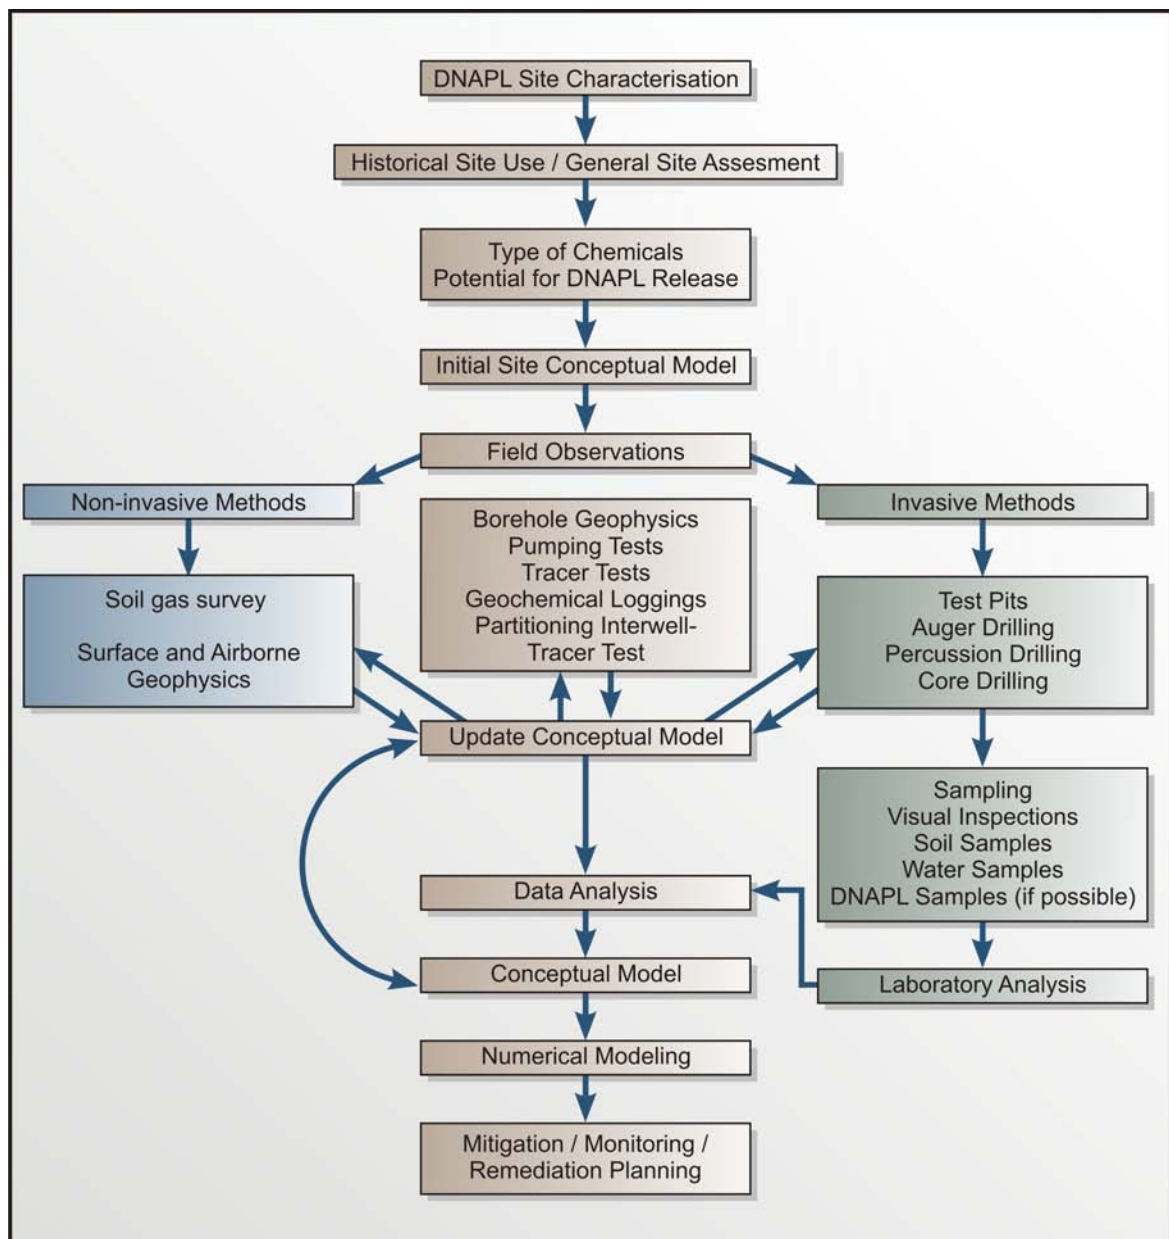 DNAPL Site Characterisation
Historical Site Use / General Site Assesment
Type of Chemicals
Potential for DNAPL Release
Initial Site Conceptual Model
Field Observations
Non-invasive Methods
Soil gas survey
Surface and Airborne
Geophysics
Borehole Geophysics
Pumping Tests
Tracer Tests
Geochemical Loggings
Partitioning Interwell-
Tracer Test
Invasive Methods
Test Pits
Auger Drilling
Percussion Drilling
Core Drilling
Update Conceptual Model
Sampling
Visual Inspections
Soil Samples
Water Samples
DNAPL Samples (if possible)
Laboratory Analysis
Data Analysis
Conceptual Model
Numerical Modeling
Mitigation / Monitoring /
Remediation Planning